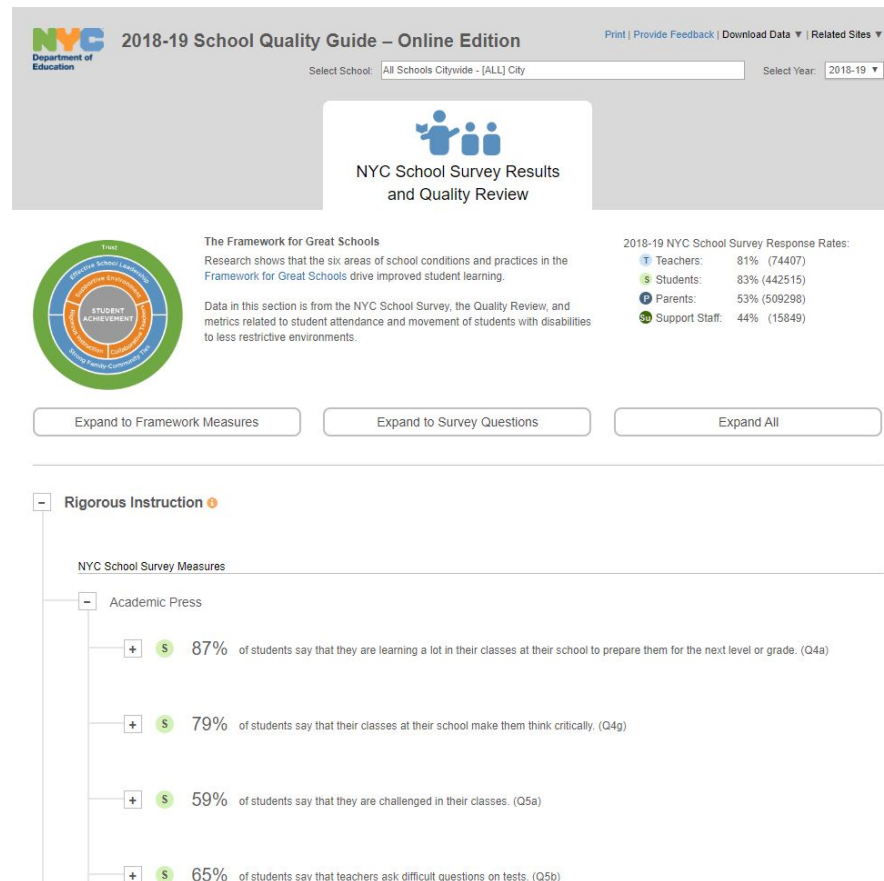 NYC
Department of
Education
2018-19 School Quality Guide – Online Edition
Print | Provide Feedback | Download Data ▼ | Related Sites ▼
Select School: All Schools Citywide - [ALL] City
Select Year: 2018-19 ▼
NYC School Survey Results
and Quality Review
Trust
Effective School Leadership
Supportive Environment
Rigorous Instruction
Collaborative Teachers
Strong Family-Community Ties
STUDENT
ACHIEVEMENT
The Framework for Great Schools
Research shows that the six areas of school conditions and practices in the
Framework for Great Schools drive improved student learning.
Data in this section is from the NYC School Survey, the Quality Review, and
metrics related to student attendance and movement of students with disabilities
to less restrictive environments.
2018-19 NYC School Survey Response Rates:
T Teachers: 81% (74407)
S Students: 83% (442515)
P Parents: 53% (509298)
Su Support Staff: 44% (15849)
Expand to Framework Measures
Expand to Survey Questions
Expand All
− Rigorous Instruction
NYC School Survey Measures
− Academic Press
+ S 87% of students say that they are learning a lot in their classes at their school to prepare them for the next level or grade. (Q4a)
+ S 79% of students say that their classes at their school make them think critically. (Q4g)
+ S 59% of students say that they are challenged in their classes. (Q5a)
+ S 65% of students say that teachers ask difficult questions on tests. (Q5b)